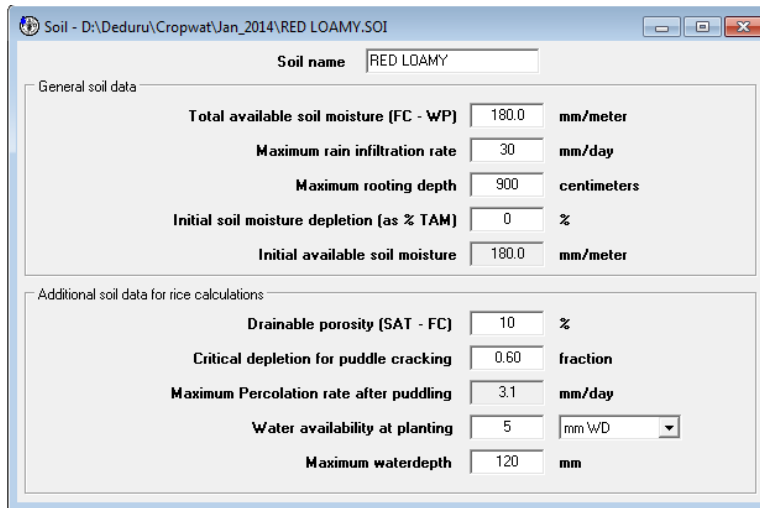 Soil - D:\Deduru\Cropwat\Jan_2014\RED LOAMY.SOI
Soil name RED LOAMY
General soil data
Total available soil moisture (FC - WP) 180.0 mm/meter
Maximum rain infiltration rate 30 mm/day
Maximum rooting depth 900 centimeters
Initial soil moisture depletion (as % TAM) 0 %
Initial available soil moisture 180.0 mm/meter
Additional soil data for rice calculations
Drainable porosity (SAT - FC) 10 %
Critical depletion for puddle cracking 0.60 fraction
Maximum Percolation rate after puddling 3.1 mm/day
Water availability at planting 5 mm WD
Maximum waterdepth 120 mm